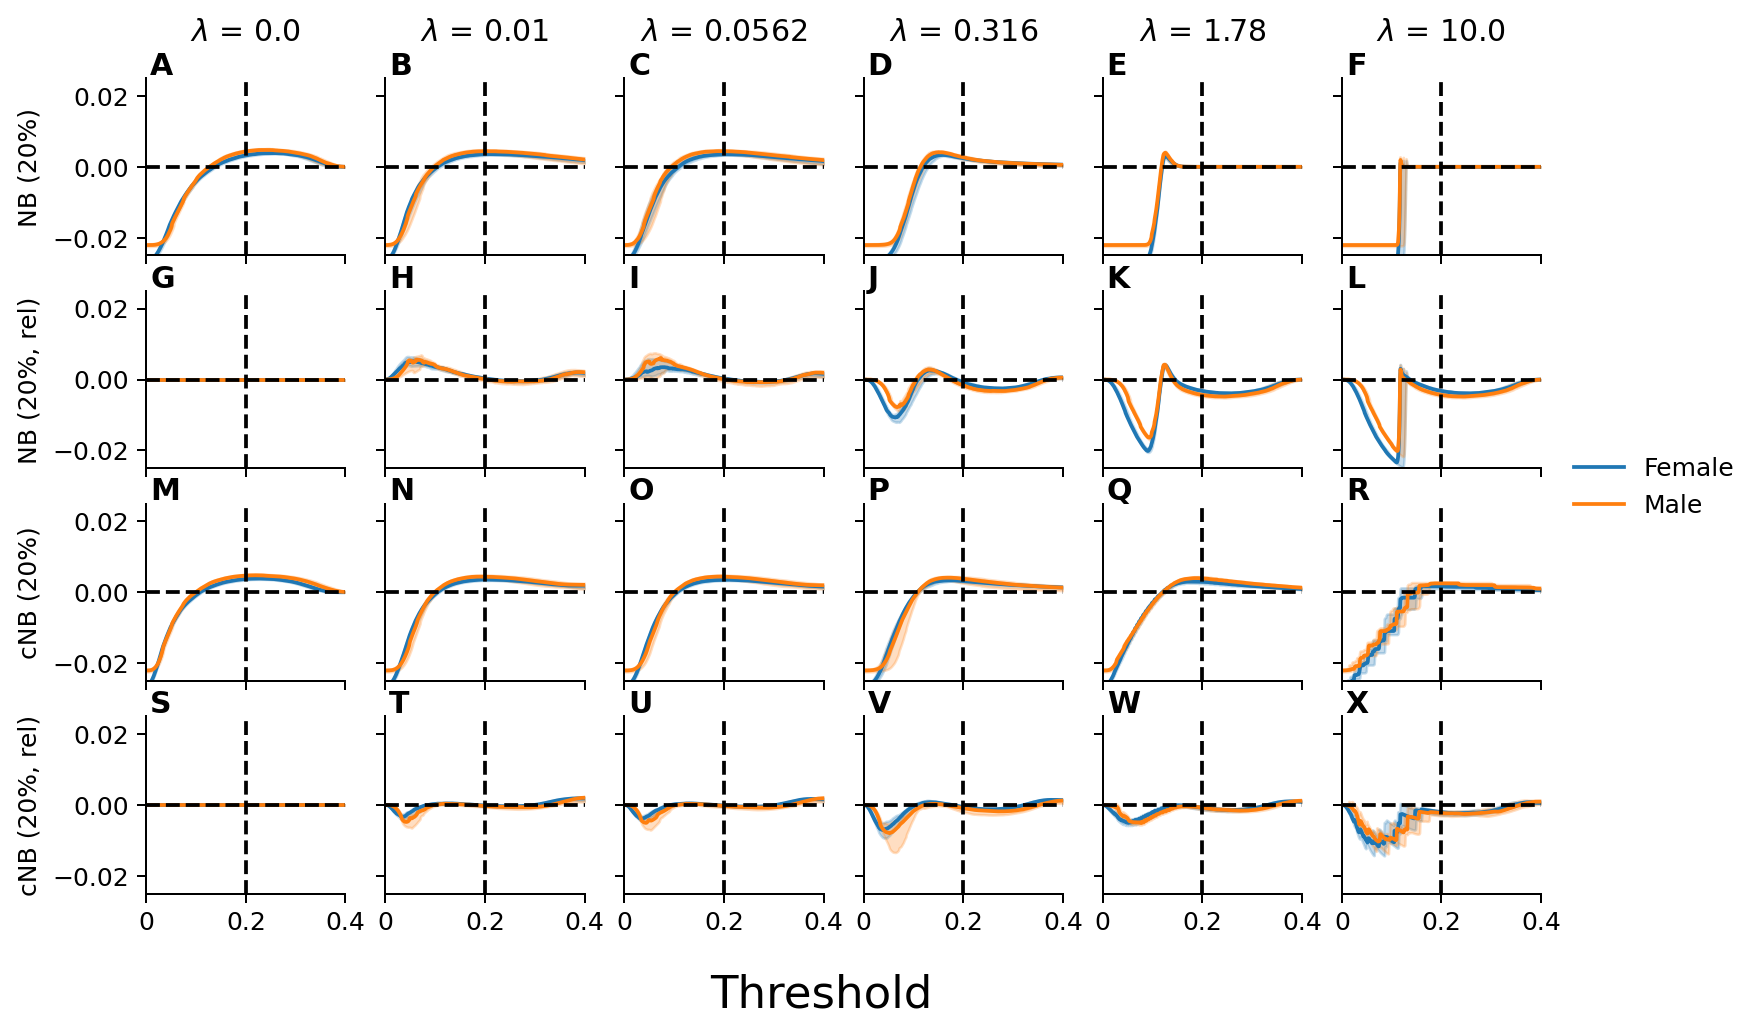 λ = 0.0 λ = 0.01 λ = 0.0562 λ = 0.316 λ = 1.78 λ = 10.0
A B C D E F
NB (20%)
0.02
0.00
−0.02
G H I J K L
NB (20%, rel)
0.02
0.00
−0.02
Female
Male
M N O P Q R
cNB (20%)
0.02
0.00
−0.02
S T U V W X
cNB (20%, rel)
0.02
0.00
−0.02
0 0.2 0.4 0 0.2 0.4 0 0.2 0.4 0 0.2 0.4 0 0.2 0.4 0 0.2 0.4
Threshold